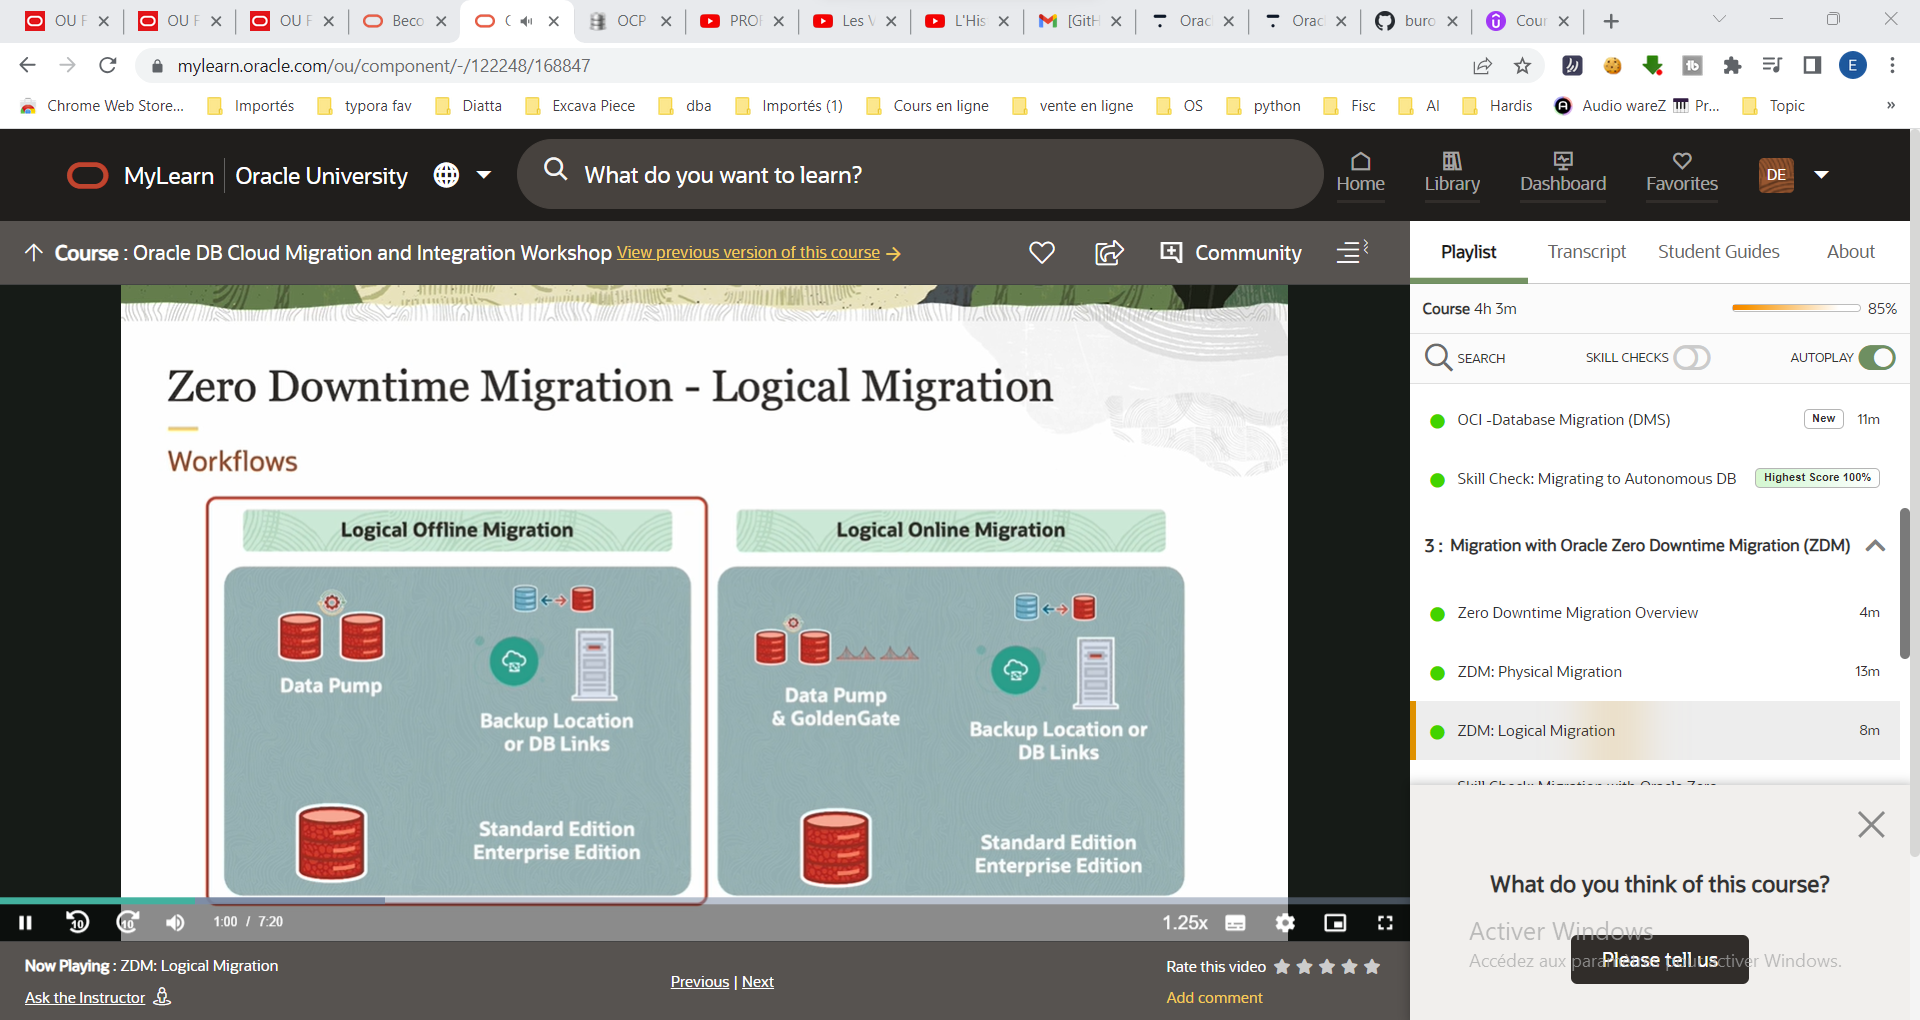 OU F
OU F
OU F
Beco
OCP
PROF
Les V
L'His
[GitH
Orac
Orac
buro
Cour
mylearn.oracle.com/ou/component/-/122248/168847
E
Chrome Web Store...
Importés
typora fav
Diatta
Excava Piece
dba
Importés (1)
Cours en ligne
vente en ligne
OS
python
Fisc
AI
Hardis
Audio wareZ
Pr...
Topic
»
MyLearn
Oracle University
What do you want to learn?
Home
Library
Dashboard
Favorites
DE
Course : Oracle DB Cloud Migration and Integration Workshop View previous version of this course
Community
Playlist
Transcript
Student Guides
About
Course 4h 3m
85%
SEARCH
SKILL CHECKS
AUTOPLAY
Zero Downtime Migration - Logical Migration
Workflows
Logical Offline Migration
Data Pump
Backup Location
or DB Links
Standard Edition
Enterprise Edition
Logical Online Migration
Data Pump
& GoldenGate
Backup Location or
DB Links
Standard Edition
Enterprise Edition
OCI -Database Migration (DMS)
New
11m
Skill Check: Migrating to Autonomous DB
Highest Score 100%
3 : Migration with Oracle Zero Downtime Migration (ZDM)
Zero Downtime Migration Overview
4m
ZDM: Physical Migration
13m
ZDM: Logical Migration
8m
Skill Check: Migration with Oracle Zero
What do you think of this course?
Activer Windows
Accédez aux paramètres pour activer Windows.
Please tell us
10
10
1:00 / 7:20
1.25x
Now Playing : ZDM: Logical Migration
Ask the Instructor
Previous | Next
Rate this video
Add comment